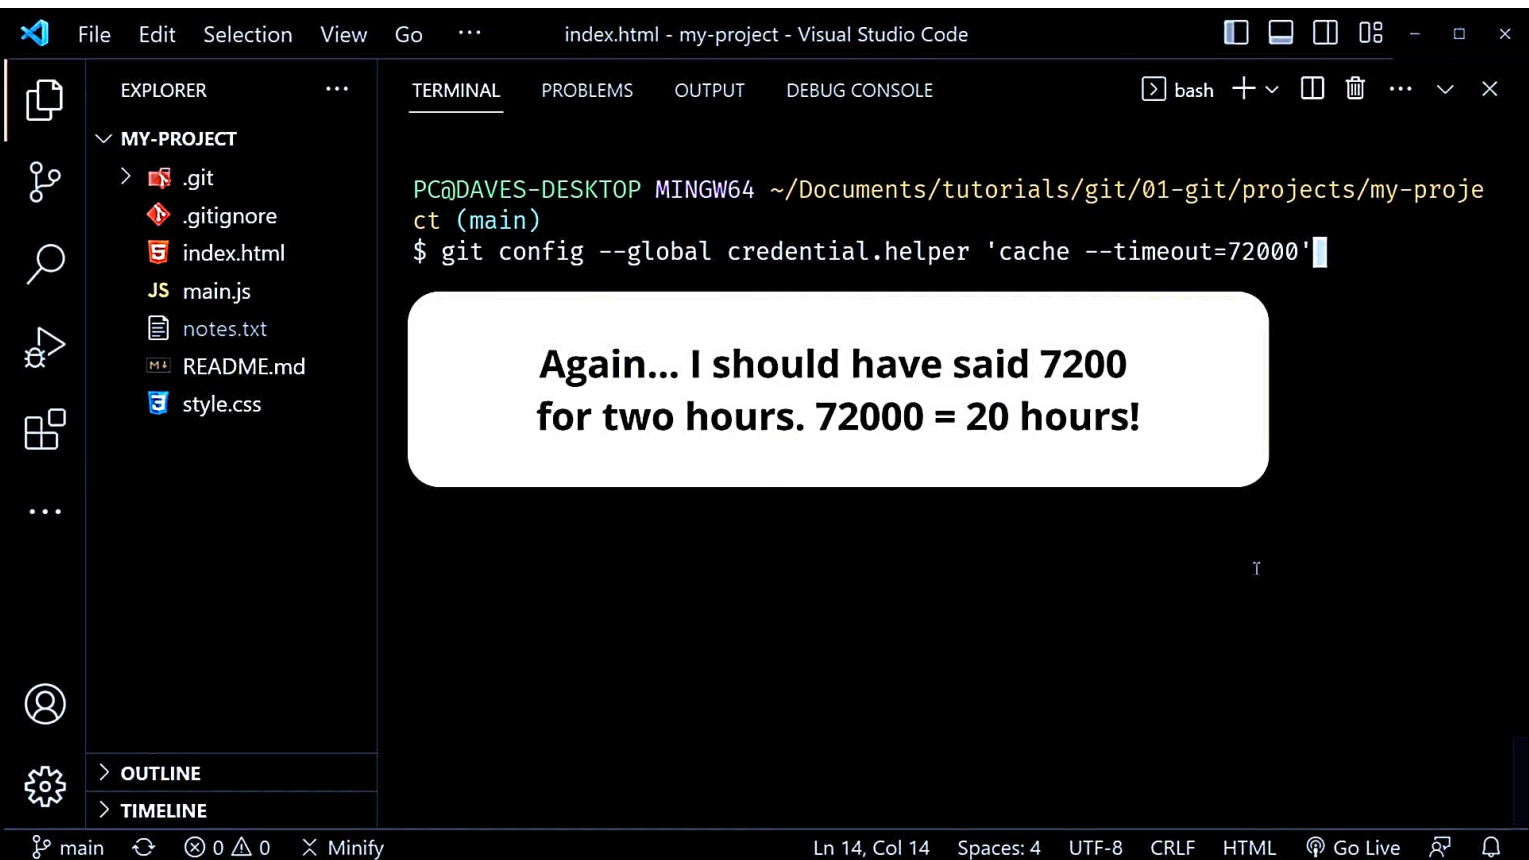 File Edit Selection View Go ··· index.html - my-project - Visual Studio Code
EXPLORER ···
TERMINAL PROBLEMS OUTPUT DEBUG CONSOLE bash ···
MY-PROJECT
.git
.gitignore
index.html
JS main.js
notes.txt
M↓ README.md
style.css
PC@DAVES-DESKTOP MINGW64 ~/Documents/tutorials/git/01-git/projects/my-proje
ct (main)
$ git config --global credential.helper 'cache --timeout=72000'
Again... I should have said 7200
for two hours. 72000 = 20 hours!
OUTLINE
TIMELINE
main 0 0 Minify Ln 14, Col 14 Spaces: 4 UTF-8 CRLF HTML Go Live